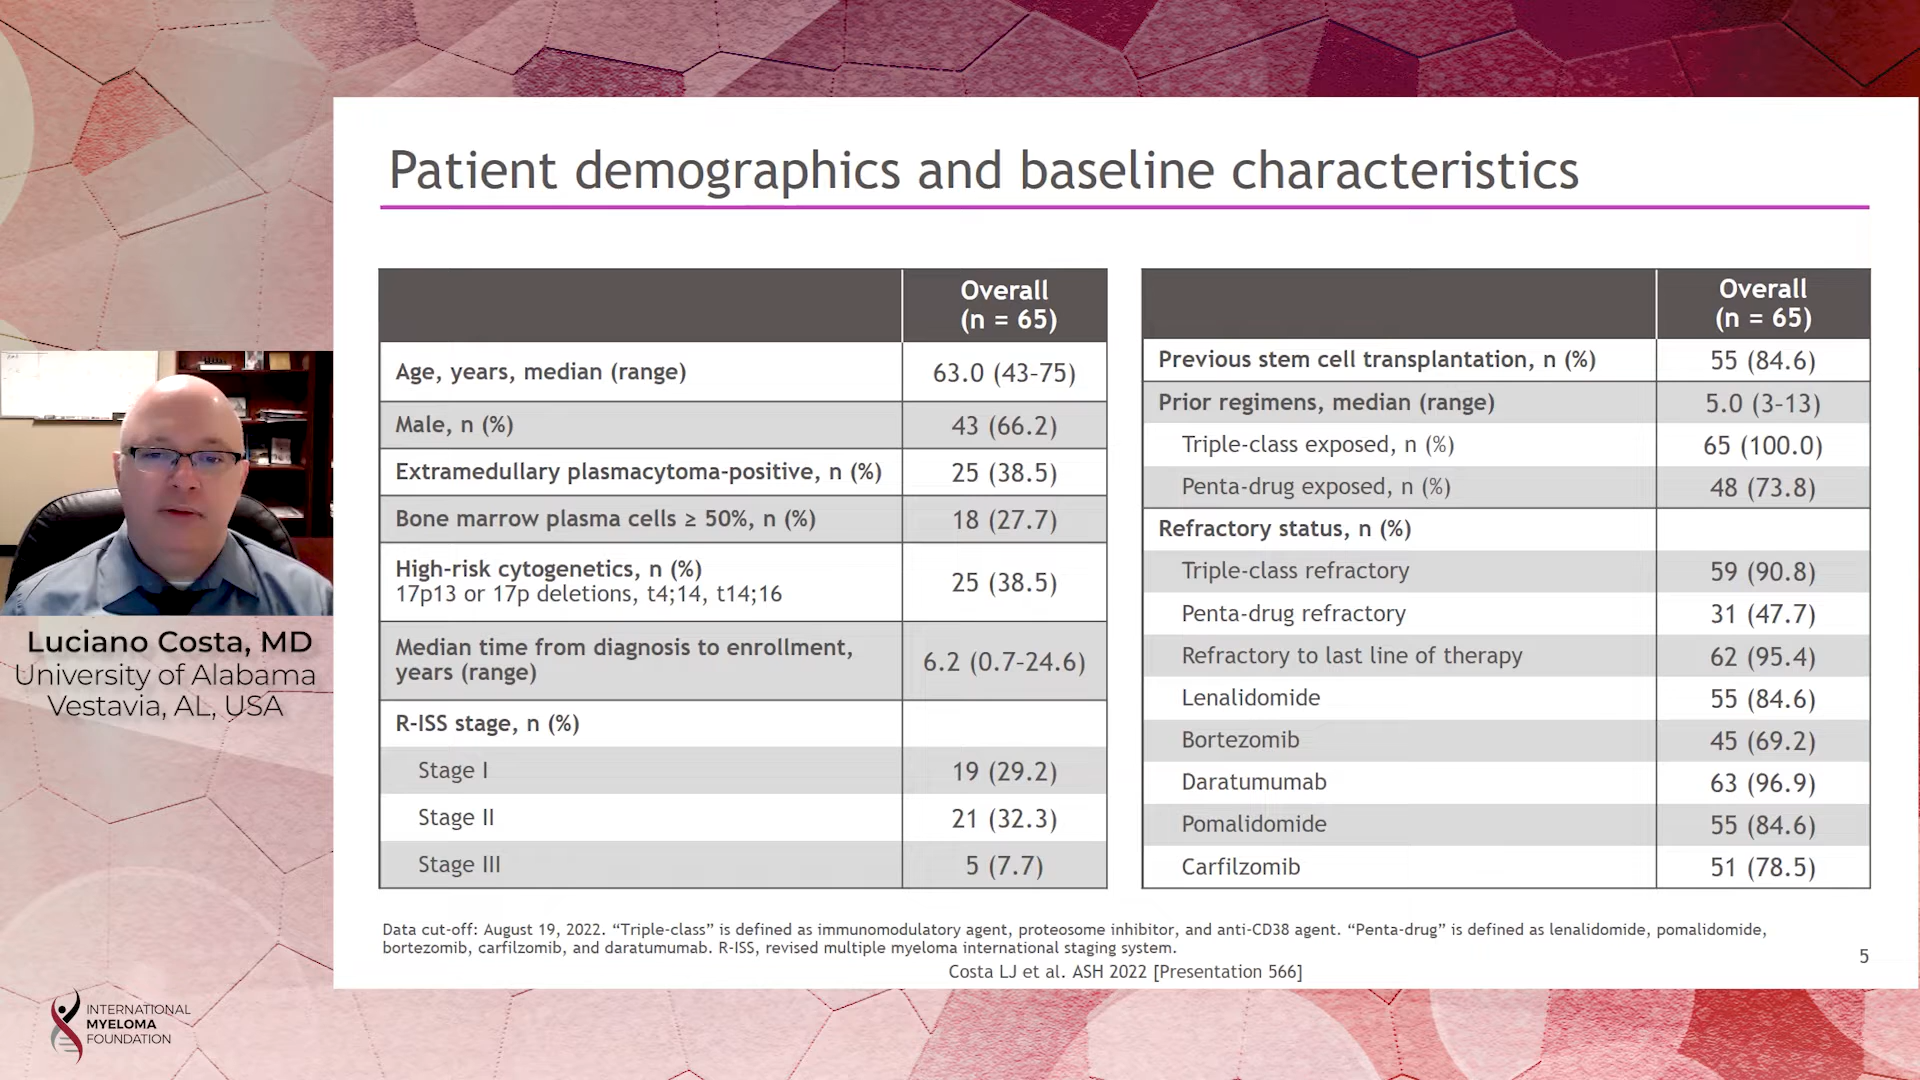 Patient demographics and baseline characteristics
Overall
(n = 65)
Age, years, median (range) 63.0 (43–75)
Male, n (%) 43 (66.2)
Extramedullary plasmacytoma-positive, n (%) 25 (38.5)
Bone marrow plasma cells ≥ 50%, n (%) 18 (27.7)
High-risk cytogenetics, n (%)
17p13 or 17p deletions, t4;14, t14;16 25 (38.5)
Median time from diagnosis to enrollment,
years (range) 6.2 (0.7–24.6)
R-ISS stage, n (%)
Stage I 19 (29.2)
Stage II 21 (32.3)
Stage III 5 (7.7)
Overall
(n = 65)
Previous stem cell transplantation, n (%) 55 (84.6)
Prior regimens, median (range) 5.0 (3–13)
Triple-class exposed, n (%) 65 (100.0)
Penta-drug exposed, n (%) 48 (73.8)
Refractory status, n (%)
Triple-class refractory 59 (90.8)
Penta-drug refractory 31 (47.7)
Refractory to last line of therapy 62 (95.4)
Lenalidomide 55 (84.6)
Bortezomib 45 (69.2)
Daratumumab 63 (96.9)
Pomalidomide 55 (84.6)
Carfilzomib 51 (78.5)
Data cut-off: August 19, 2022. “Triple-class” is defined as immunomodulatory agent, proteosome inhibitor, and anti-CD38 agent. “Penta-drug” is defined as lenalidomide, pomalidomide,
bortezomib, carfilzomib, and daratumumab. R-ISS, revised multiple myeloma international staging system.
5
Costa LJ et al. ASH 2022 [Presentation 566]
Luciano Costa, MD
University of Alabama
Vestavia, AL, USA
INTERNATIONAL
MYELOMA
FOUNDATION